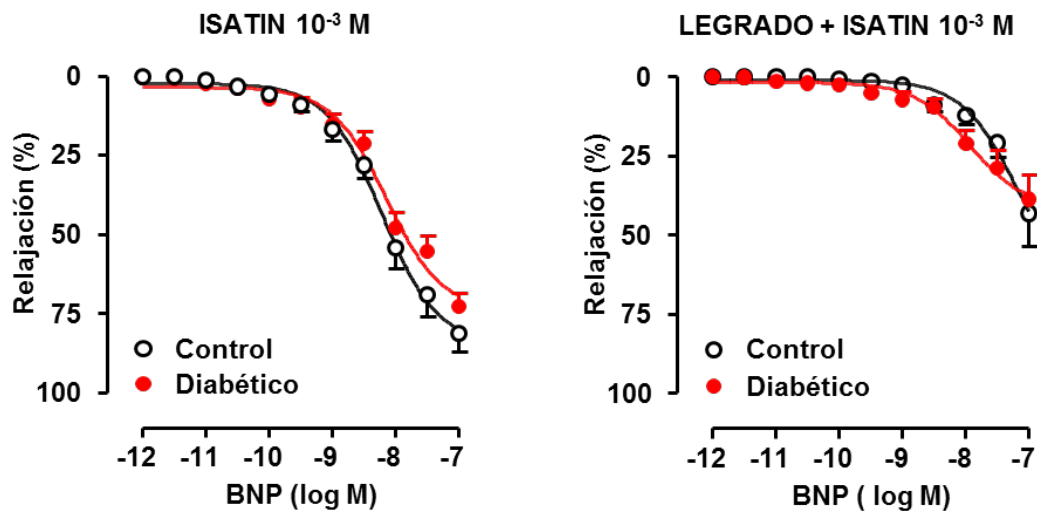 ISATIN 10⁻³ M
Relajación (%)
0
25
50
75
100
Control
Diabético
-12 -11 -10 -9 -8 -7
BNP (log M)
LEGRADO + ISATIN 10⁻³ M
Relajación (%)
0
25
50
75
100
Control
Diabético
-12 -11 -10 -9 -8 -7
BNP ( log M)